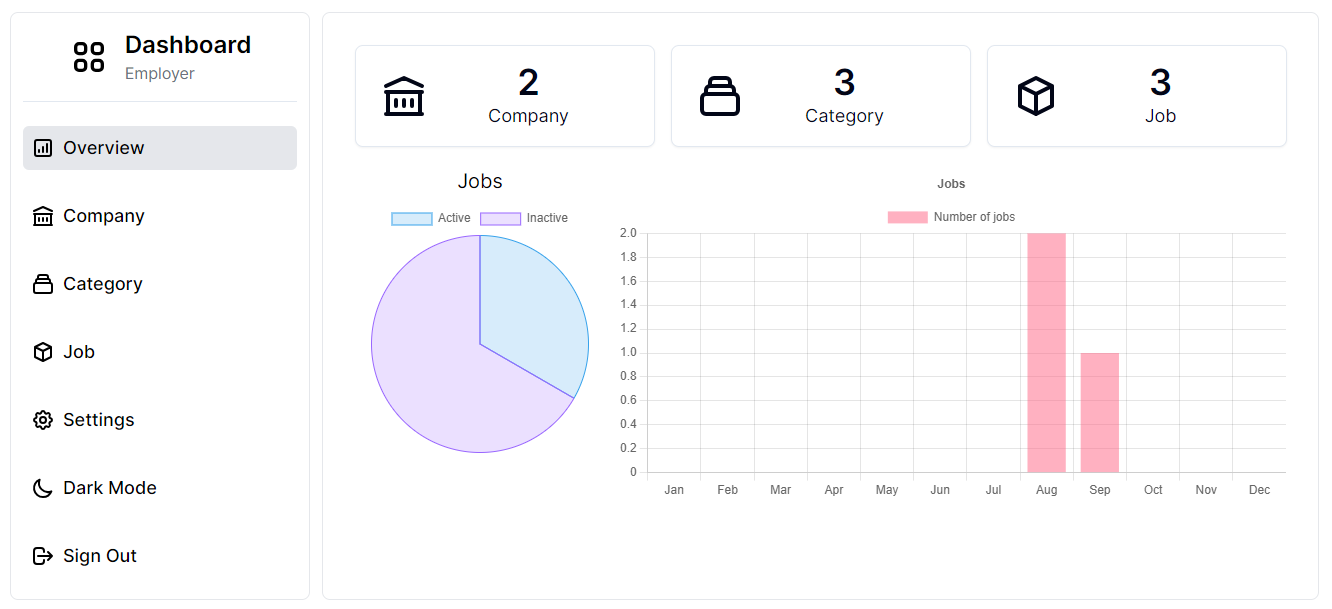 Dashboard
Employer
Overview
Company
Category
Job
Settings
Dark Mode
Sign Out
2
Company
3
Category
3
Job
Jobs
Active Inactive
Jobs
Number of jobs
2.0
1.8
1.6
1.4
1.2
1.0
0.8
0.6
0.4
0.2
0
Jan Feb Mar Apr May Jun Jul Aug Sep Oct Nov Dec